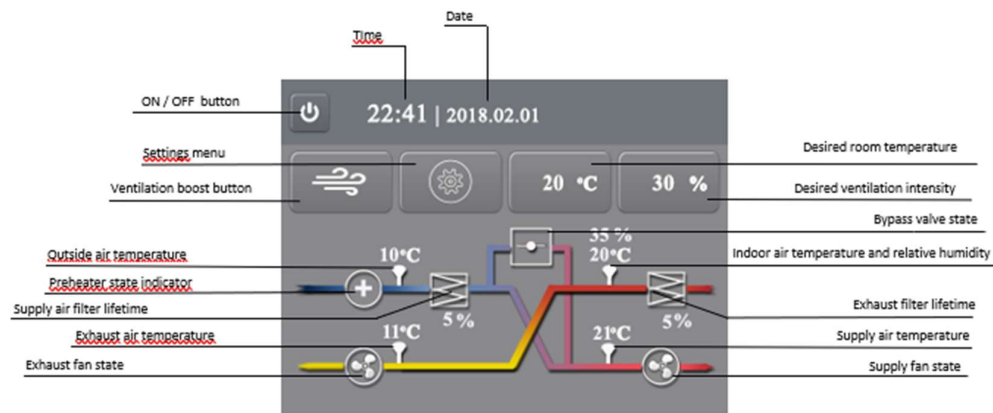 Date
Time
ON / OFF button
22:41 | 2018.02.01
Settings menu
Desired room temperature
Ventilation boost button
20 °C
30 %
Desired ventilation intensity
Bypass valve state
35 %
Outside air temperature
10°C
20°C
Indoor air temperature and relative humidity
Preheater state indicator
Supply air filter lifetime
Exhaust filter lifetime
5%
5%
Exhaust air temperature
11°C
21°C
Supply air temperature
Exhaust fan state
Supply fan state